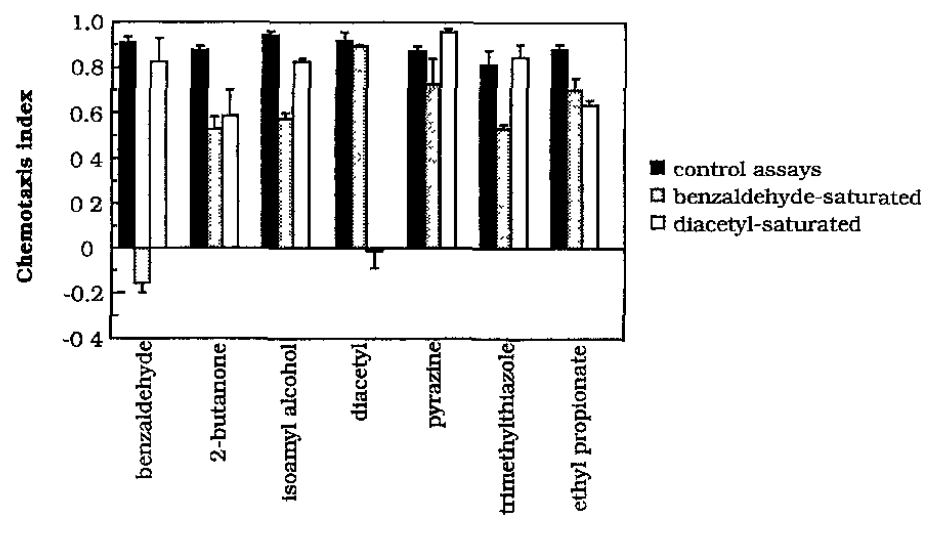 Chemotaxis index
1.0
0.8
0.6
0 4
0 2
0
-0.2
-0 4
benzaldehyde
2-butanone
isoamyl alcohol
diacetyl
pyrazine
trimethylthiazole
ethyl propionate
control assays
benzaldehyde-saturated
diacetyl-saturated